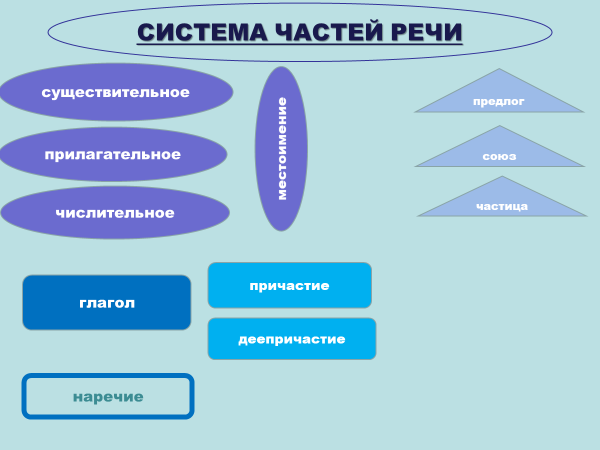 СИСТЕМА ЧАСТЕЙ РЕЧИ
существительное
прилагательное
числительное
местоимение
предлог
союз
частица
глагол
причастие
деепричастие
наречие